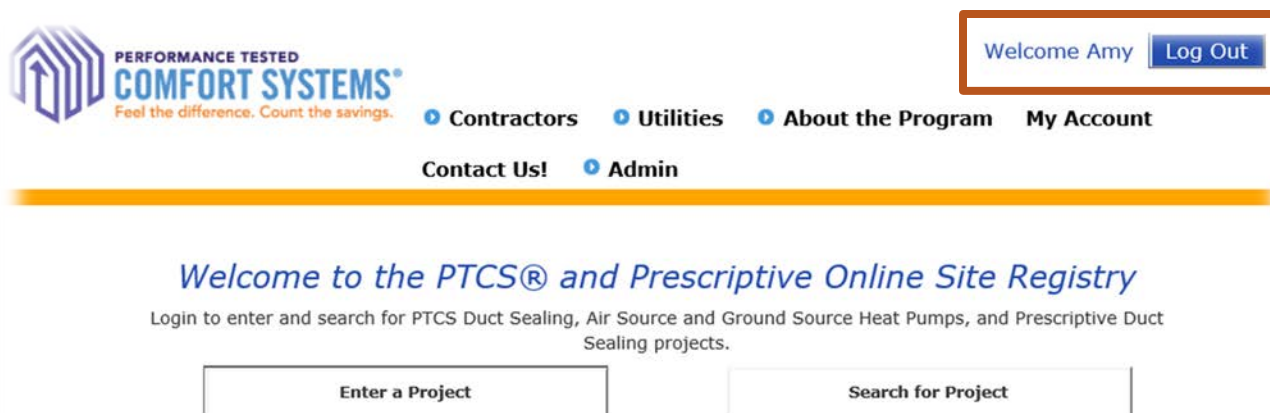 PERFORMANCE TESTED
COMFORT SYSTEMS®
Feel the difference. Count the savings.
Welcome Amy Log Out
Contractors Utilities About the Program My Account
Contact Us! Admin
Welcome to the PTCS® and Prescriptive Online Site Registry
Login to enter and search for PTCS Duct Sealing, Air Source and Ground Source Heat Pumps, and Prescriptive Duct
Sealing projects.
Enter a Project Search for Project